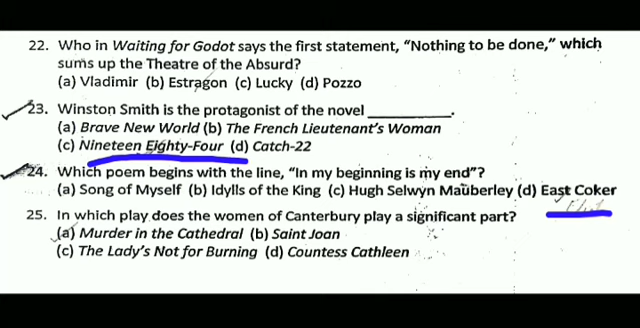 22. Who in Waiting for Godot says the first statement, “Nothing to be done,” which
sums up the Theatre of the Absurd?
(a) Vladimir (b) Estragon (c) Lucky (d) Pozzo
23. Winston Smith is the protagonist of the novel __________.
(a) Brave New World (b) The French Lieutenant’s Woman
(c) Nineteen Eighty-Four (d) Catch-22
24. Which poem begins with the line, “In my beginning is my end”?
(a) Song of Myself (b) Idylls of the King (c) Hugh Selwyn Mauberley (d) East Coker
25. In which play does the women of Canterbury play a significant part?
(a) Murder in the Cathedral (b) Saint Joan
(c) The Lady’s Not for Burning (d) Countess Cathleen